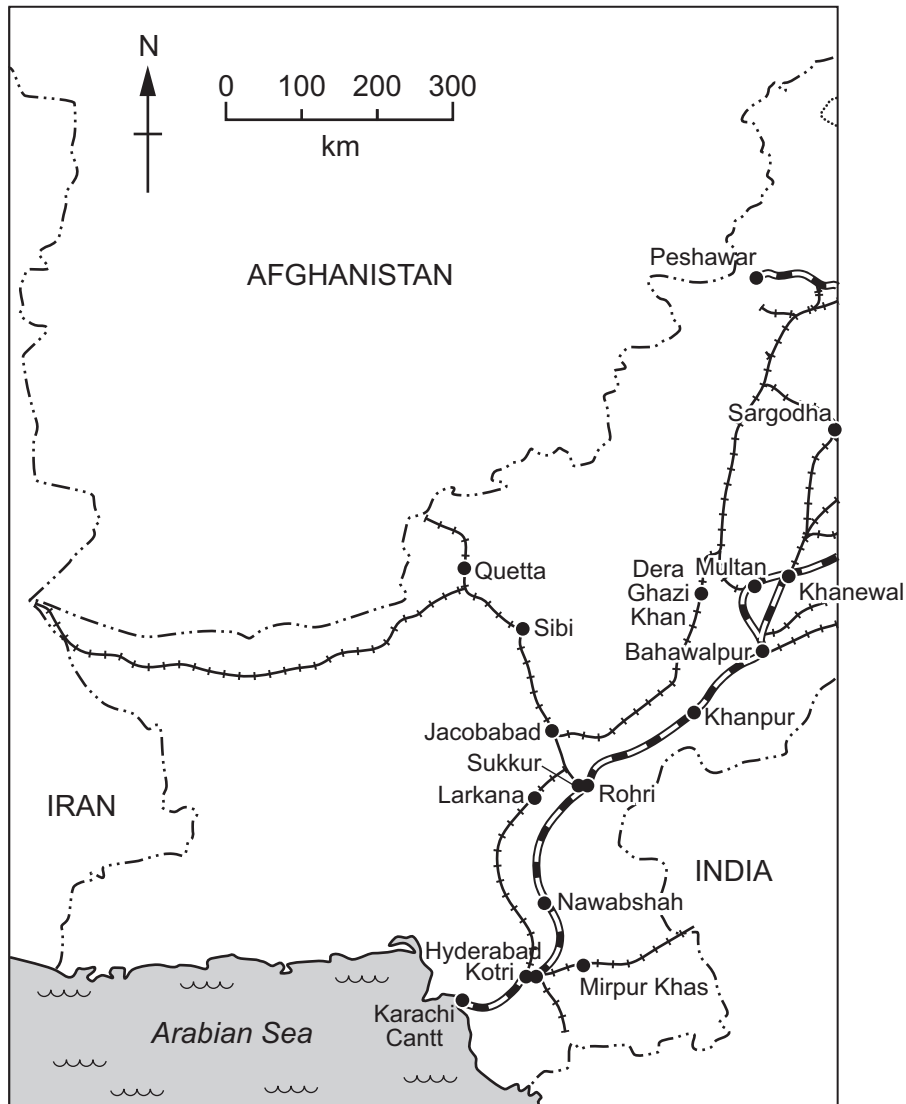 N
0 100 200 300
km
AFGHANISTAN
Peshawar
Sargodha
Quetta
Dera
Ghazi
Khan
Multan
Khanewal
Sibi
Bahawalpur
Khanpur
Jacobabad
Sukkur
Rohri
Larkana
IRAN
INDIA
Nawabshah
Hyderabad
Kotri
Mirpur Khas
Karachi
Cantt
Arabian Sea